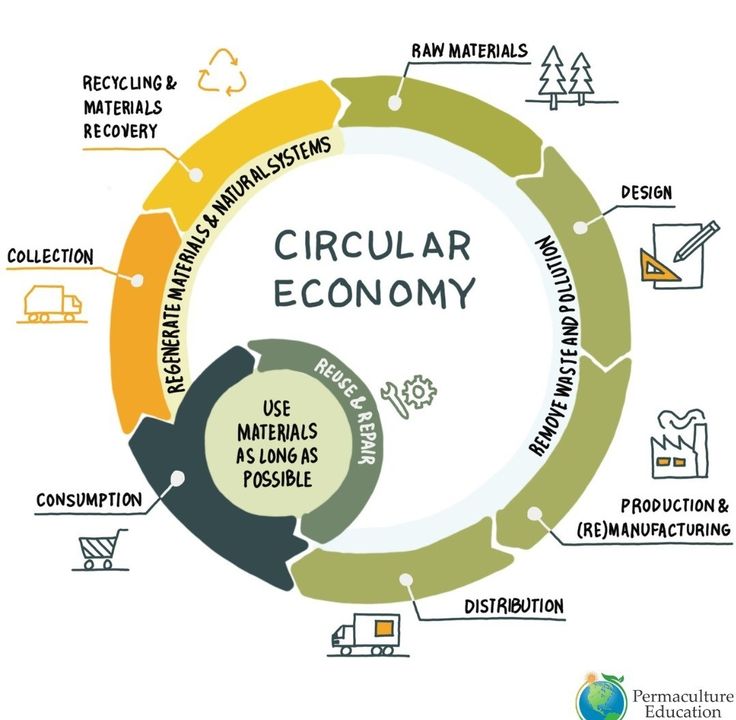 RAW MATERIALS
RECYCLING &
MATERIALS
RECOVERY
DESIGN
COLLECTION
REGENERATE MATERIALS & NATURAL SYSTEMS
CIRCULAR
ECONOMY
REMOVE WASTE AND POLLUTION
REUSE & REPAIR
USE
MATERIALS
AS LONG AS
POSSIBLE
CONSUMPTION
PRODUCTION &
(RE)MANUFACTURING
DISTRIBUTION
Permaculture
Education